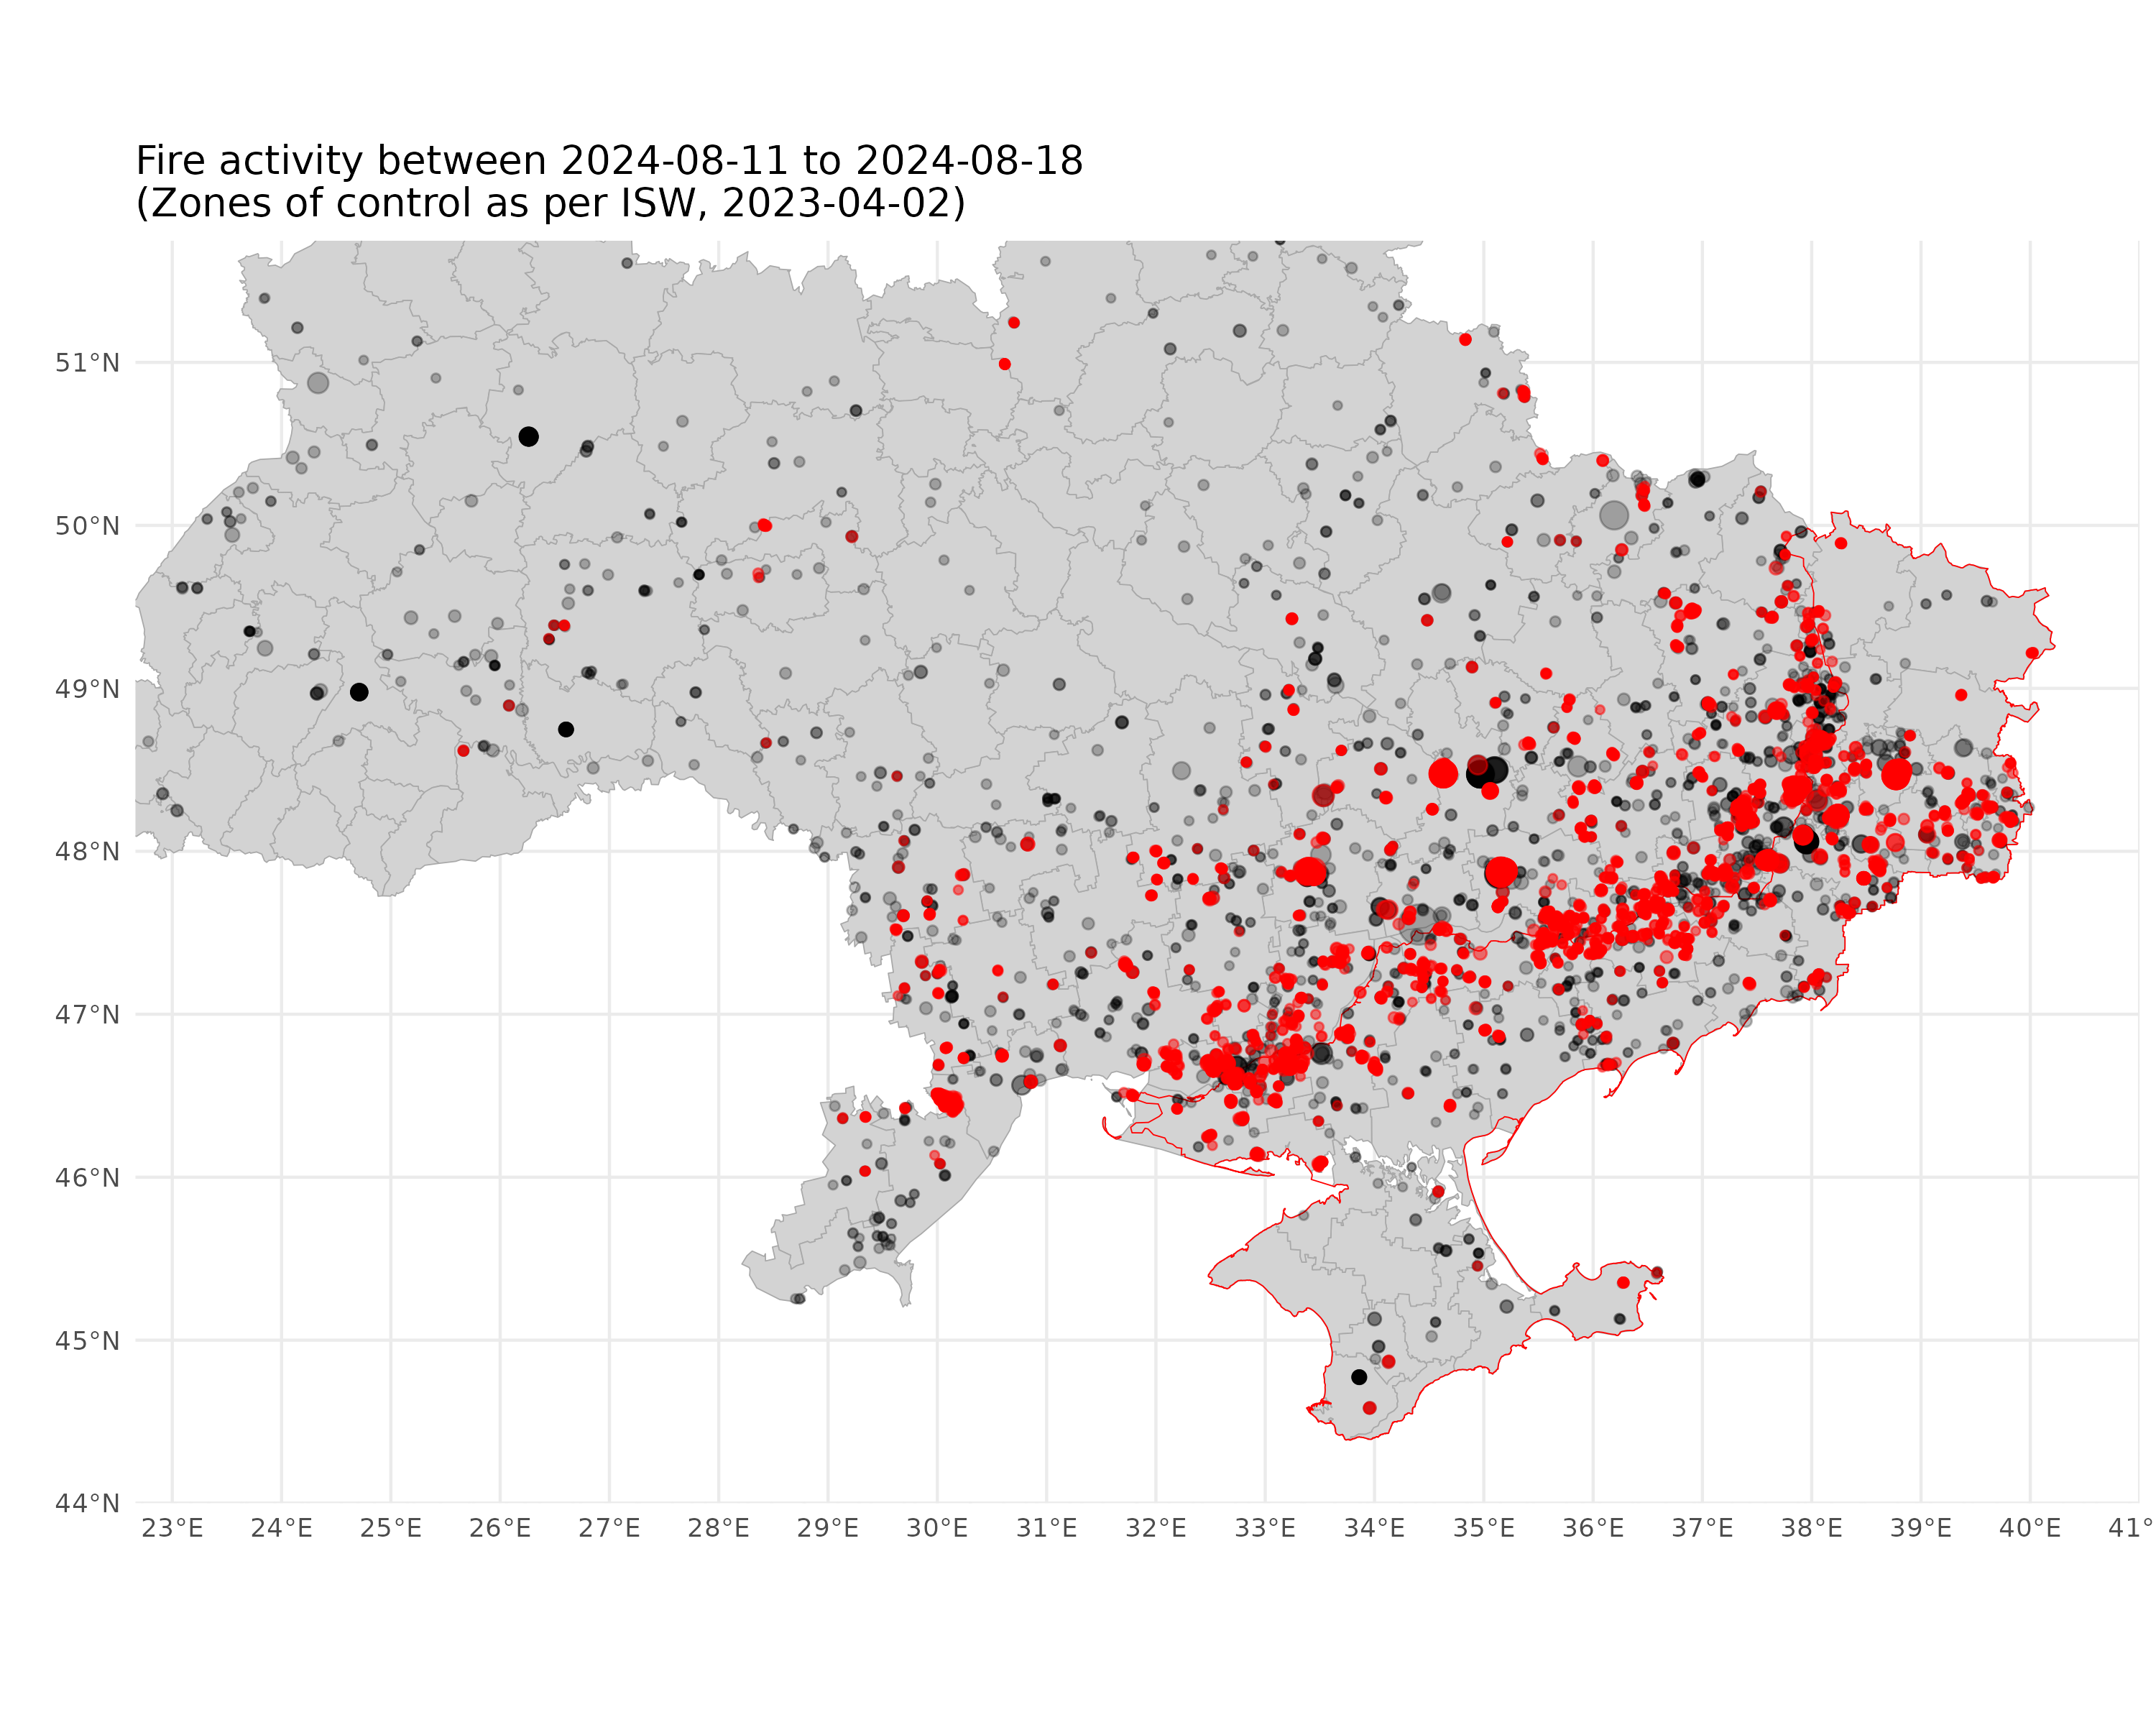 Fire activity between 2024-08-11 to 2024-08-18
(Zones of control as per ISW, 2023-04-02)
51°N
50°N
49°N
48°N
47°N
46°N
45°N
44°N
23°E 24°E 25°E 26°E 27°E 28°E 29°E 30°E 31°E 32°E 33°E 34°E 35°E 36°E 37°E 38°E 39°E 40°E 41°